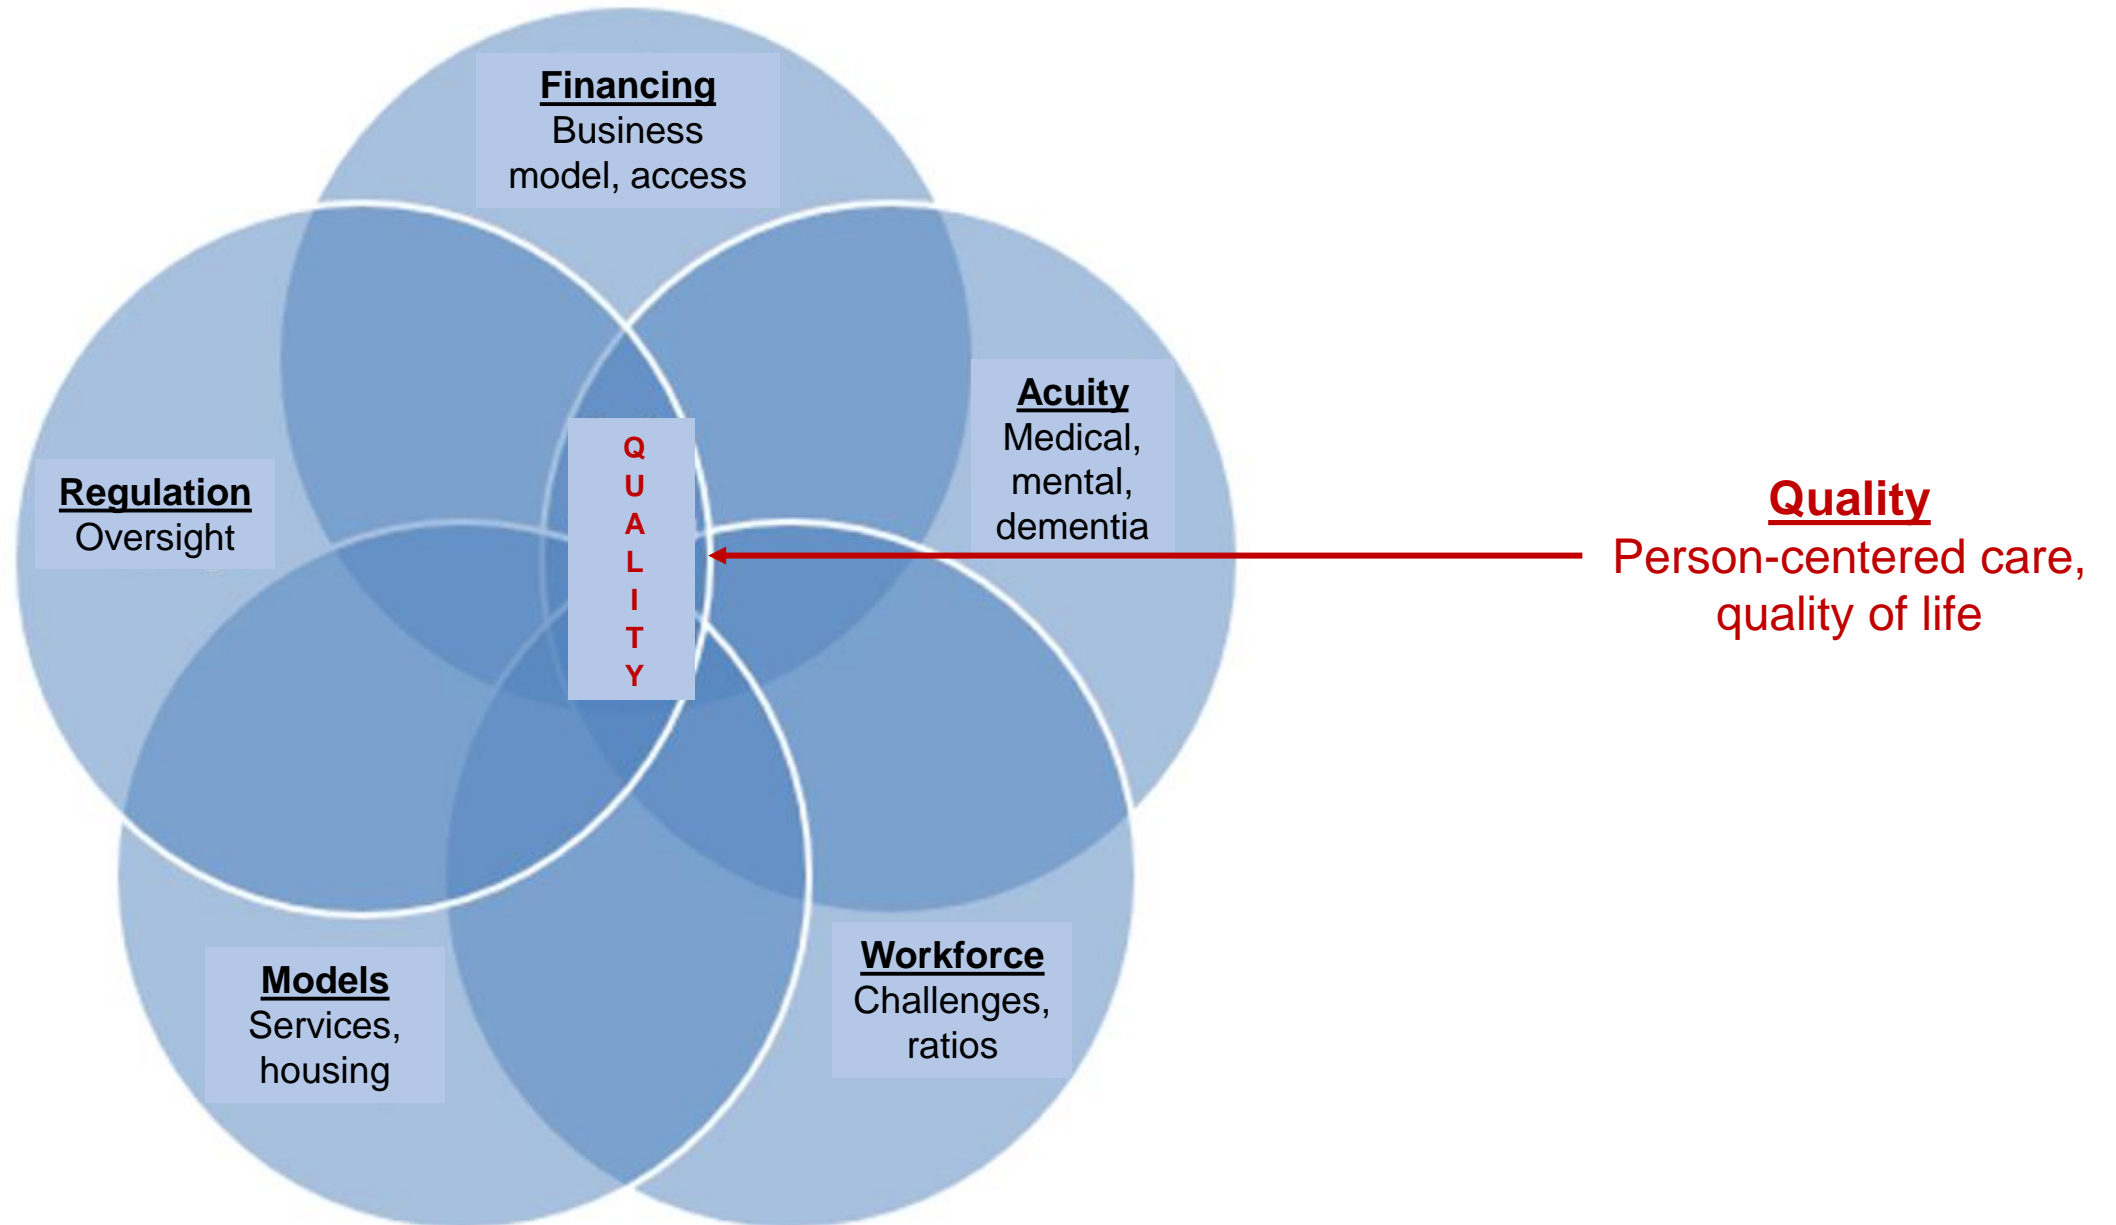 Financing
Business
model, access
Acuity
Medical,
mental,
dementia
Regulation
Oversight
Q
U
A
L
I
T
Y
Quality
Person-centered care,
quality of life
Models
Services,
housing
Workforce
Challenges,
ratios